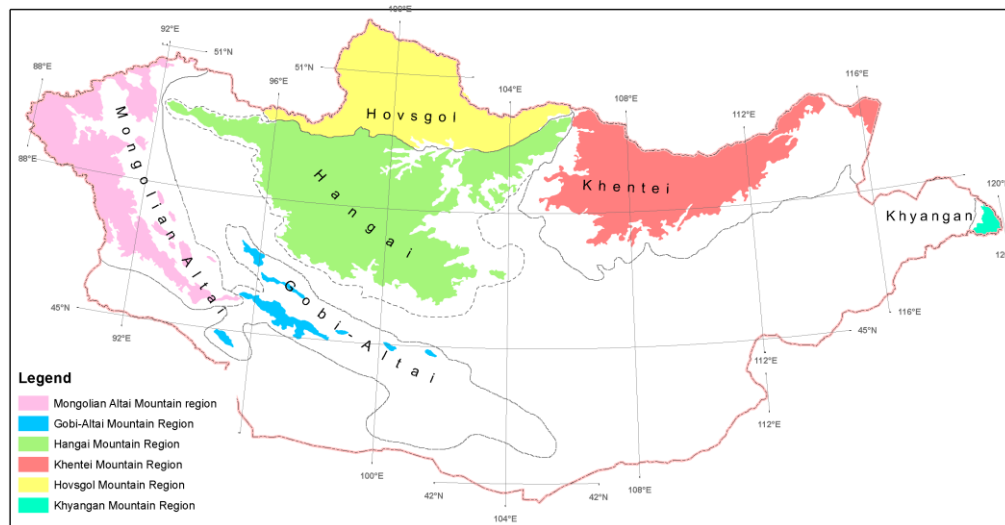 92°E
51°N
88°E
51°N
96°E
104°E
108°E
112°E
116°E
Hovsgol
Mongolian Altai
88°E
Hangai
Khentei
120°E
Khyangan
12
Gobi-Altai
45°N
92°E
116°E
45°N
112°E
112°E
Legend
Mongolian Altai Mountain region
Gobi-Altai Mountain Region
Hangai Mountain Region
Khentei Mountain Region
Hovsgol Mountain Region
Khyangan Mountain Region
100°E
42°N
42°N
108°E
104°E